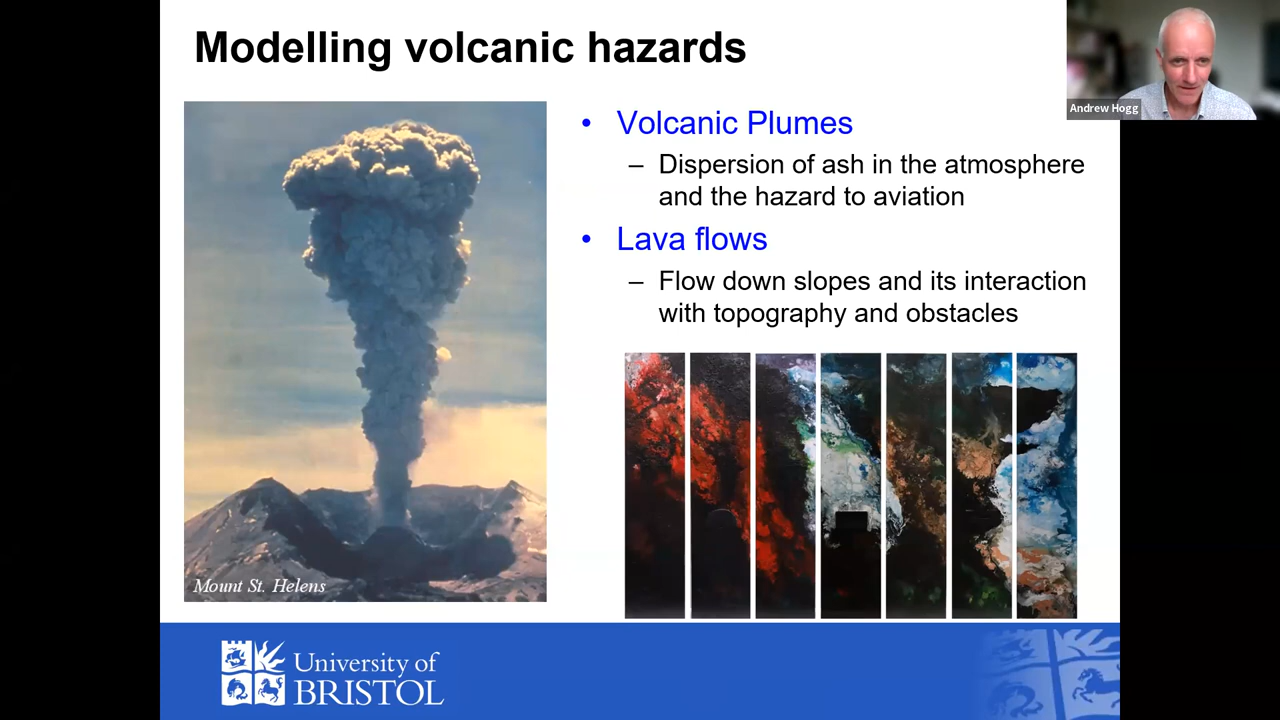 Modelling volcanic hazards
Andrew Hogg
• Volcanic Plumes
– Dispersion of ash in the atmosphere
and the hazard to aviation
• Lava flows
– Flow down slopes and its interaction
with topography and obstacles
Mount St. Helens
University of
BRISTOL